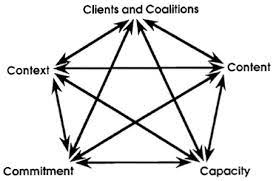 Clients and Coalitions
Context
Content
Commitment
Capacity